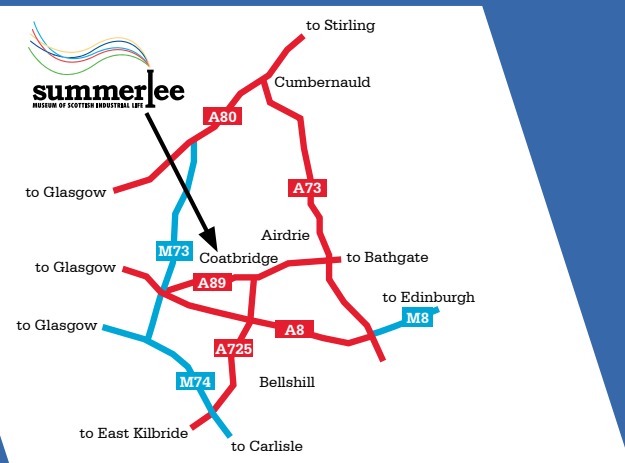 to Stirling
summerlee
MUSEUM OF SCOTTISH INDUSTRIAL LIFE
Cumbernauld
A80
A73
to Glasgow
Airdrie
M73
Coatbridge
to Bathgate
to Glasgow
A89
to Edinburgh
M8
to Glasgow
A8
A725
M74
Bellshill
to East Kilbride
to Carlisle